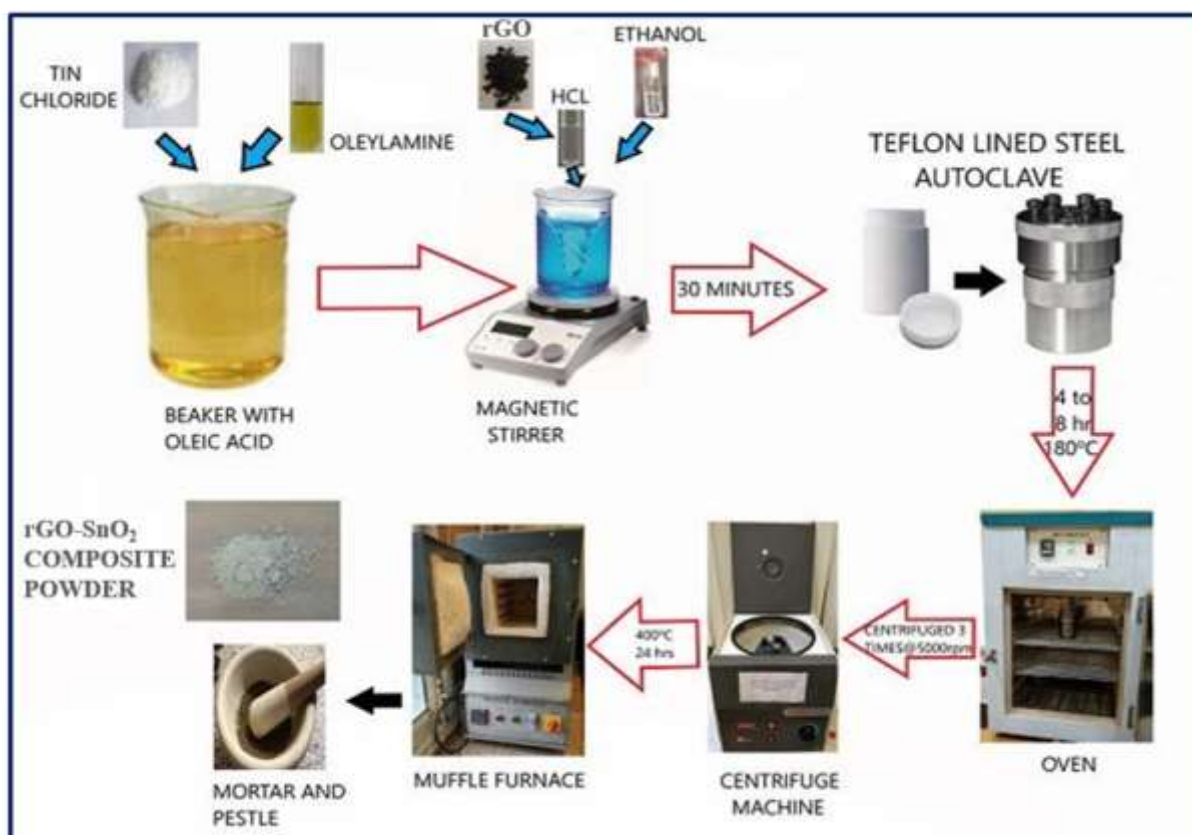 TIN
CHLORIDE
OLEYLAMINE
BEAKER WITH
OLEIC ACID
rGO
HCL
ETHANOL
MAGNETIC
STIRRER
30 MINUTES
TEFLON LINED STEEL
AUTOCLAVE
4 to
8 hr
180°C
OVEN
CENTRIFUGED 3
TIMES@5000rpm
CENTRIFUGE
MACHINE
400°C
24 hrs
MUFFLE FURNACE
MORTAR AND
PESTLE
rGO-SnO₂
COMPOSITE
POWDER